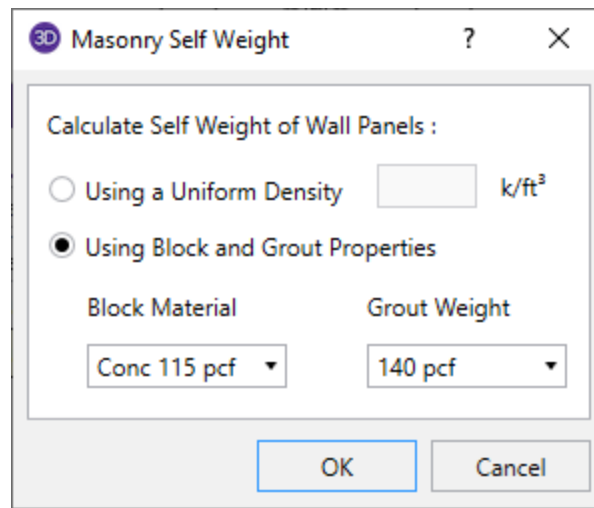 3D Masonry Self Weight ?
Calculate Self Weight of Wall Panels :
Using a Uniform Density k/ft³
Using Block and Grout Properties
Block Material Grout Weight
Conc 115 pcf 140 pcf
OK Cancel